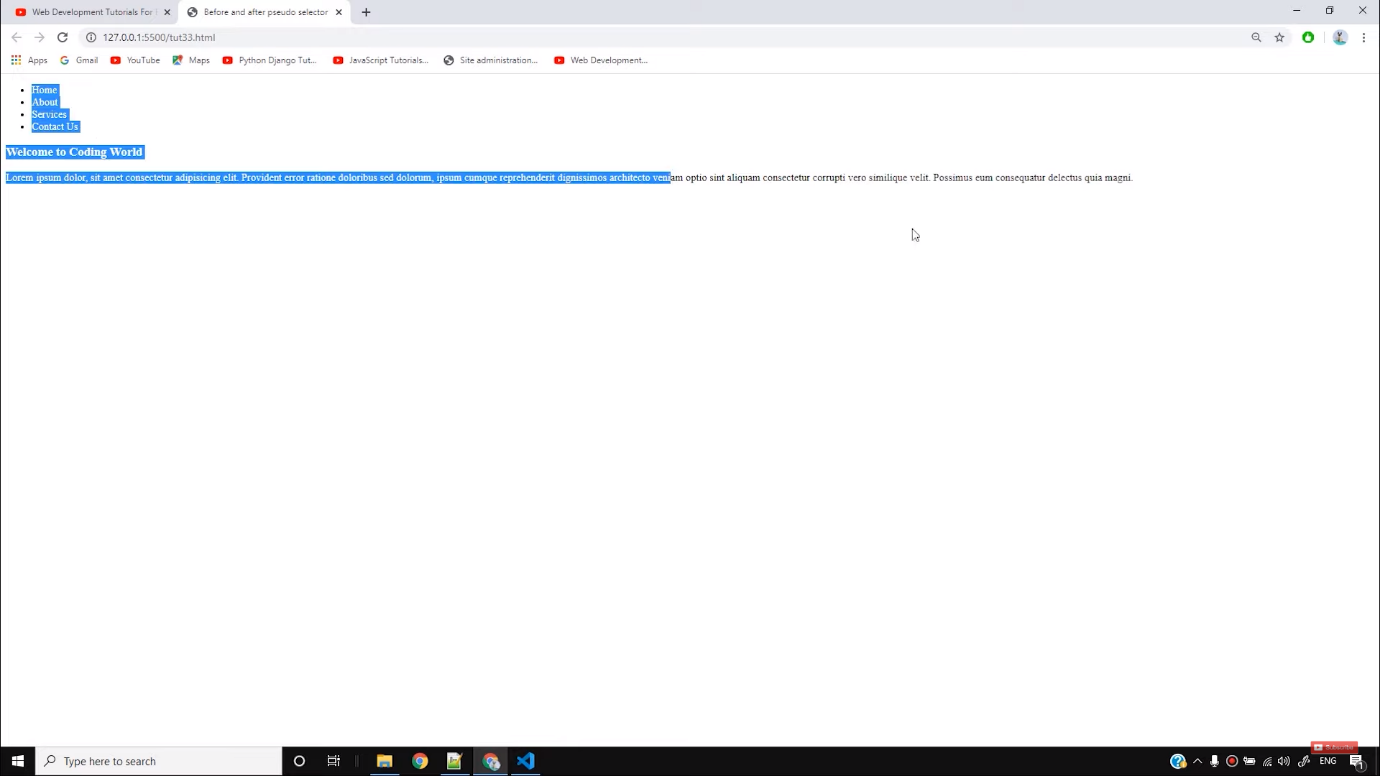 Web Development Tutorials For
Before and after pseudo selector
127.0.0.1:5500/tut33.html
Apps
Gmail
YouTube
Maps
Python Django Tut...
JavaScript Tutorials...
Site administration...
Web Development...
Home
About
Services
Contact Us
Welcome to Coding World
Lorem ipsum dolor, sit amet consectetur adipisicing elit. Provident error ratione doloribus sed dolorum, ipsum cumque reprehenderit dignissimos architecto veniam optio sint aliquam consectetur corrupti vero similique velit. Possimus eum consequatur delectus quia magni.
Subscribe
Type here to search
ENG
1